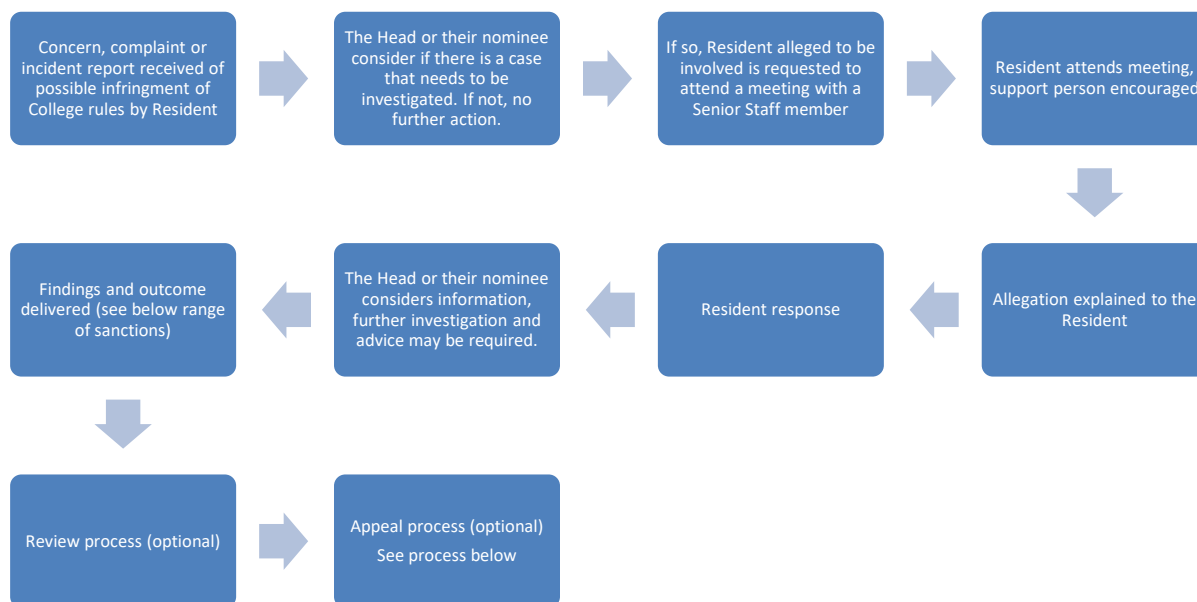 Concern, complaint or
incident report received of
possible infringment of
College rules by Resident
The Head or their nominee
consider if there is a case
that needs to be
investigated. If not, no
further action.
If so, Resident alleged to be
involved is requested to
attend a meeting with a
Senior Staff member
Resident attends meeting,
support person encouraged
Allegation explained to the
Resident
Resident response
The Head or their nominee
considers information,
further investigation and
advice may be required.
Findings and outcome
delivered (see below range
of sanctions)
Review process (optional)
Appeal process (optional)
See process below